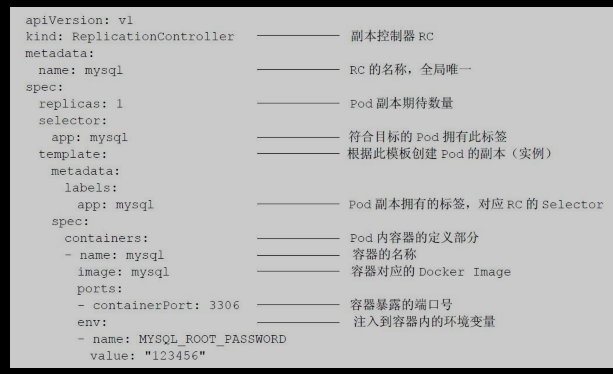 apiVersion: v1
kind: ReplicationController 副本控制器 RC
metadata:
name: mysql RC 的名称，全局唯一
spec:
replicas: 1 Pod 副本期待数量
selector:
app: mysql 符合目标的 Pod 拥有此标签
template: 根据此模板创建 Pod 的副本（实例）
metadata:
labels:
app: mysql Pod 副本拥有的标签，对应 RC 的 Selector
spec:
containers: Pod 内容器的定义部分
- name: mysql 容器的名称
image: mysql 容器对应的 Docker Image
ports:
- containerPort: 3306 容器暴露的端口号
env: 注入到容器内的环境变量
- name: MYSQL_ROOT_PASSWORD
value: "123456"